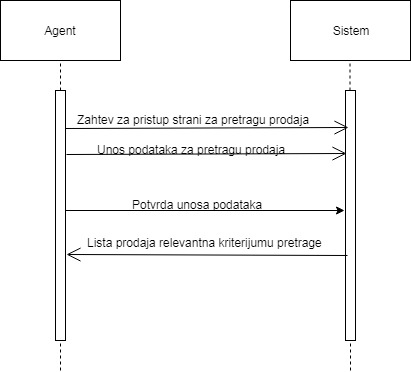 Agent
Sistem
Zahtev za pristup strani za pretragu prodaja
Unos podataka za pretragu prodaja
Potvrda unosa podataka
Lista prodaja relevantna kriterijumu pretrage